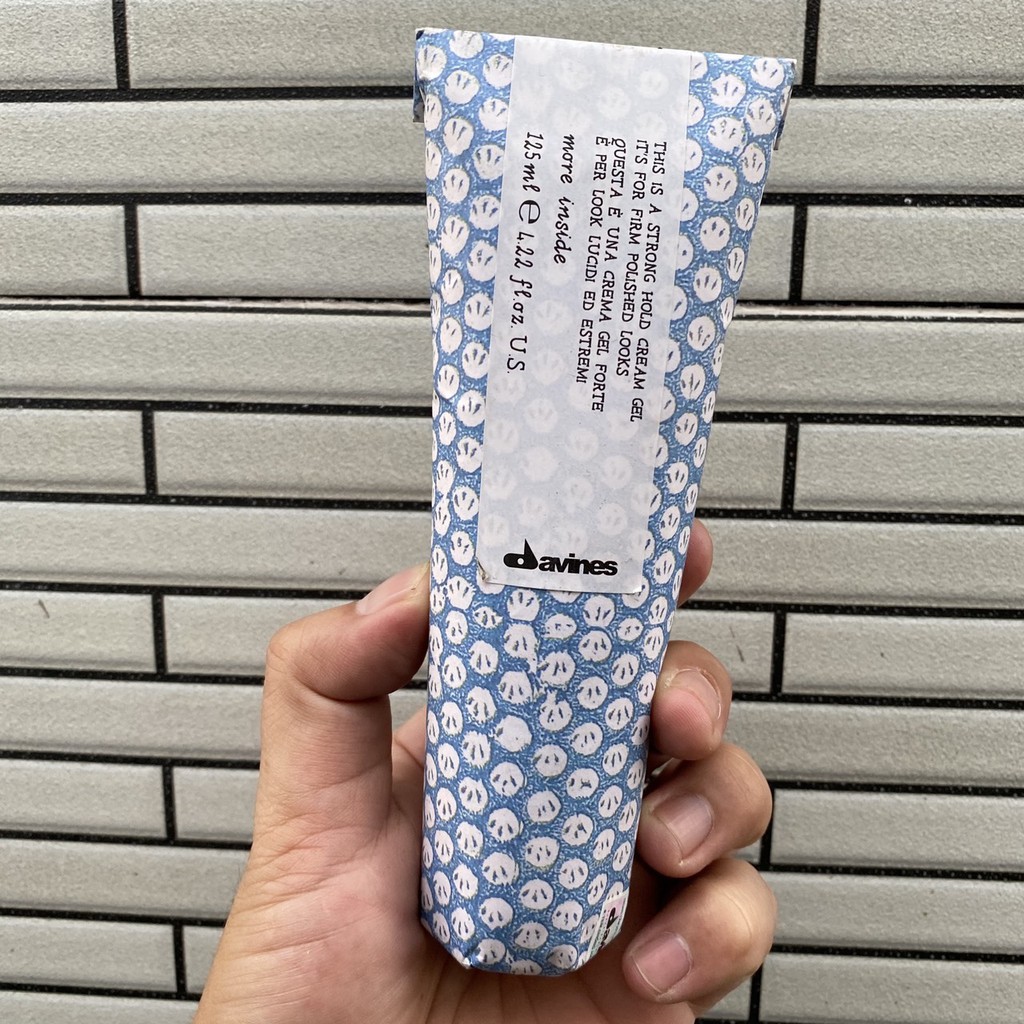 THIS IS A STRONG HOLD CREAM GEL
IT'S FOR FIRM POLISHED LOOKS
QUESTA È UNA CREMA GEL FORTE
È PER LOOK LUCIDI ED ESTREMI
more inside
125 ml ℮ 4.22 fl.oz. U.S.
davines